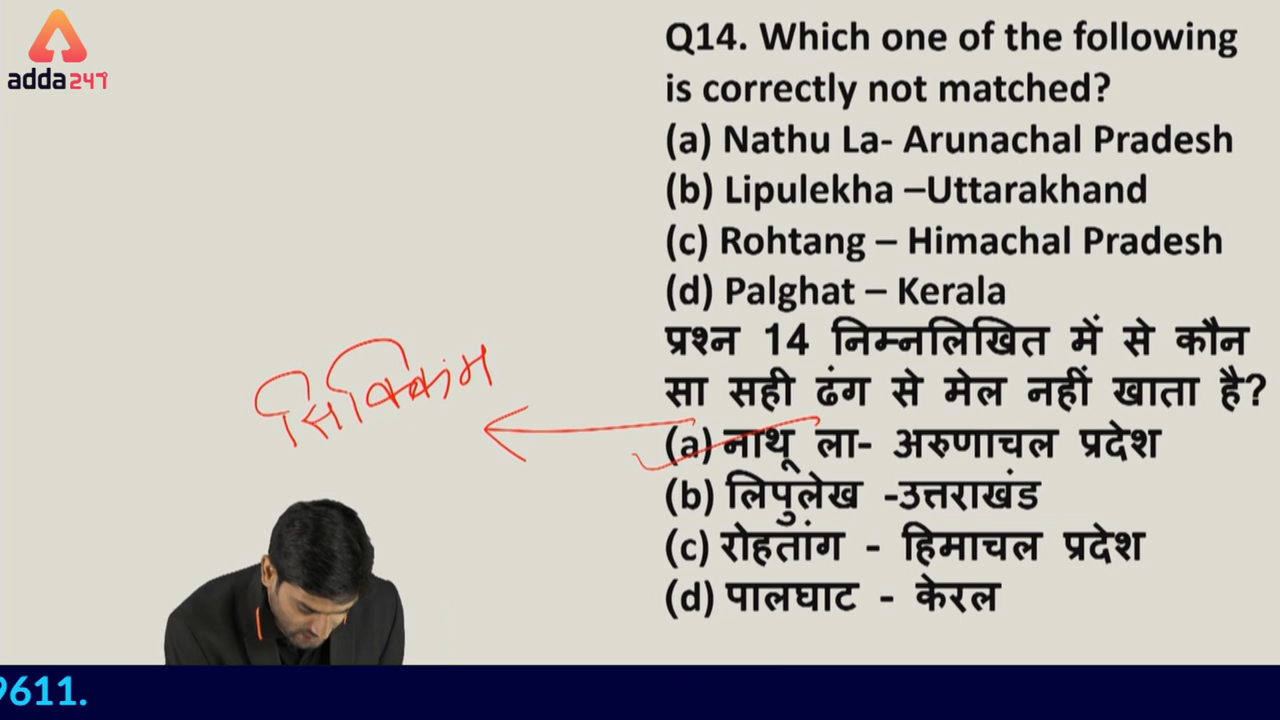 adda247
Q14. Which one of the following
is correctly not matched?
(a) Nathu La- Arunachal Pradesh
(b) Lipulekha –Uttarakhand
(c) Rohtang – Himachal Pradesh
(d) Palghat – Kerala
प्रश्न 14 निम्नलिखित में से कौन
सा सही ढंग से मेल नहीं खाता है?
(a) नाथू ला- अरुणाचल प्रदेश
(b) लिपुलेख -उत्तराखंड
(c) रोहतांग - हिमाचल प्रदेश
(d) पालघाट - केरल
9611.